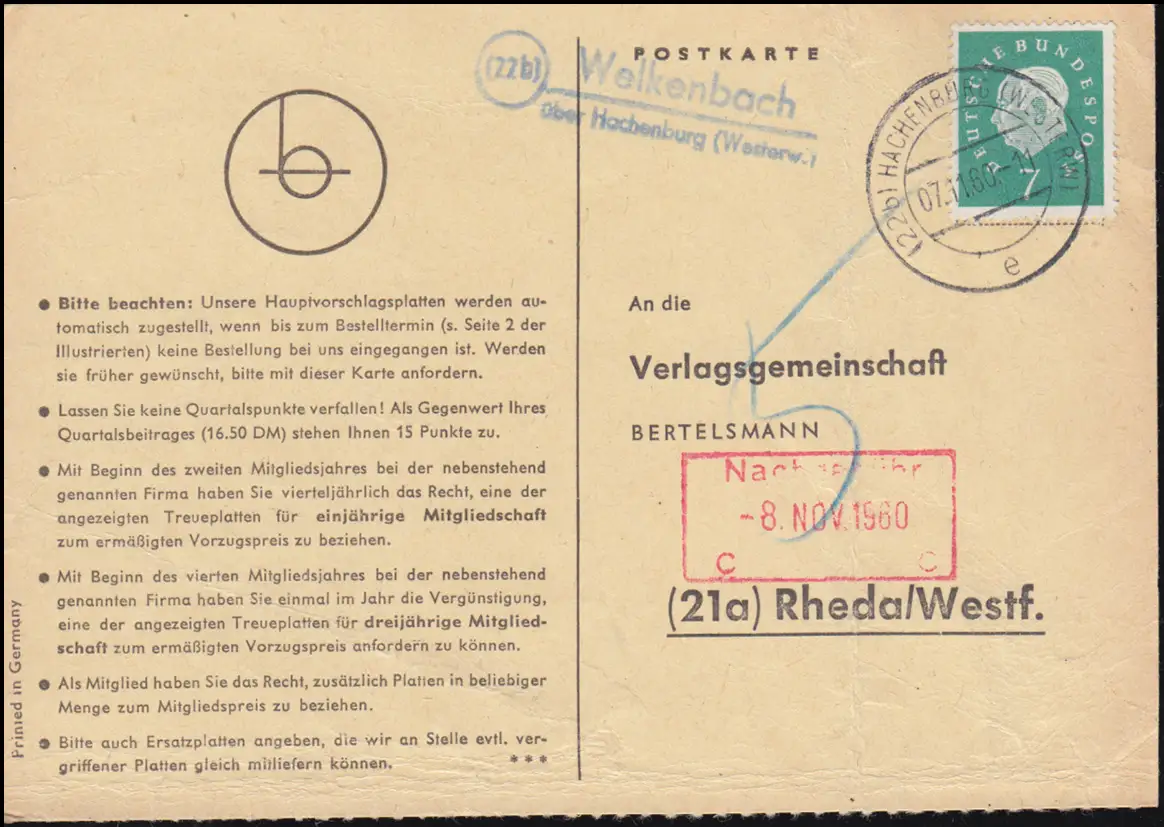 (22b) Welkenbach
über Hachenburg (Westerw.)
POSTKARTE
DEUTSCHE BUNDESPOST
7
(22b) HACHENBURG (WESTERW)
07.11.60.-11
e
b
● Bitte beachten: Unsere Hauptvorschlagsplatten werden au-
tomatisch zugestellt, wenn bis zum Bestelltermin (s. Seite 2 der
Illustrierten) keine Bestellung bei uns eingegangen ist. Werden
sie früher gewünscht, bitte mit dieser Karte anfordern.
● Lassen Sie keine Quartalspunkte verfallen! Als Gegenwert Ihres
Quartalsbeitrages (16.50 DM) stehen Ihnen 15 Punkte zu.
● Mit Beginn des zweiten Mitgliedsjahres bei der nebenstehend
genannten Firma haben Sie vierteljährlich das Recht, eine der
angezeigten Treueplatten für einjährige Mitgliedschaft
zum ermäßigten Vorzugspreis zu beziehen.
● Mit Beginn des vierten Mitgliedsjahres bei der nebenstehend
genannten Firma haben Sie einmal im Jahr die Vergünstigung,
eine der angezeigten Treueplatten für dreijährige Mitglied-
schaft zum ermäßigten Vorzugspreis anfordern zu können.
● Als Mitglied haben Sie das Recht, zusätzlich Platten in beliebiger
Menge zum Mitgliedspreis zu beziehen.
● Bitte auch Ersatzplatten angeben, die wir an Stelle evtl. ver-
griffener Platten gleich mitliefern können. ***
Printed in Germany
An die
Verlagsgemeinschaft
BERTELSMANN
-8. NOV. 1960
C C
(21a) Rheda/Westf.